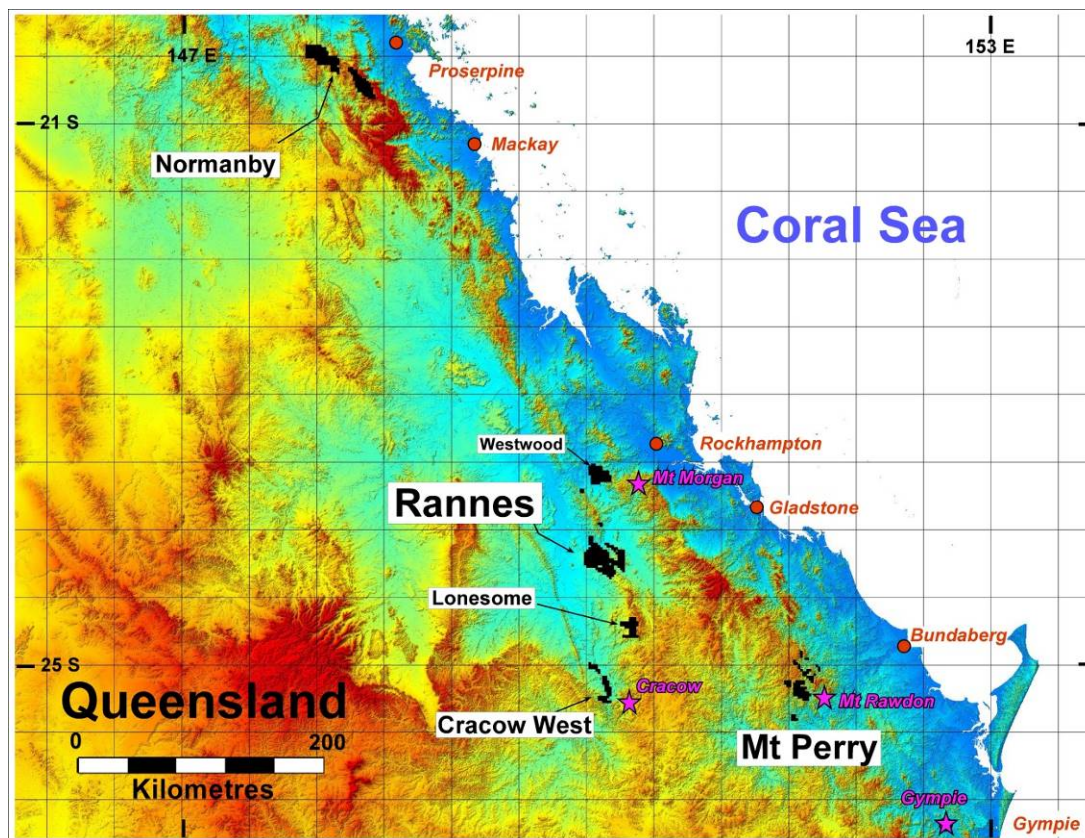 147 E
153 E
Proserpine
21 S
Mackay
Normanby
Coral Sea
Westwood
Rockhampton
Mt Morgan
Rannes
Gladstone
Lonesome
Bundaberg
25 S
Queensland
Cracow
Mt Rawdon
Cracow West
0
200
Mt Perry
Kilometres
Gympie
Gympie